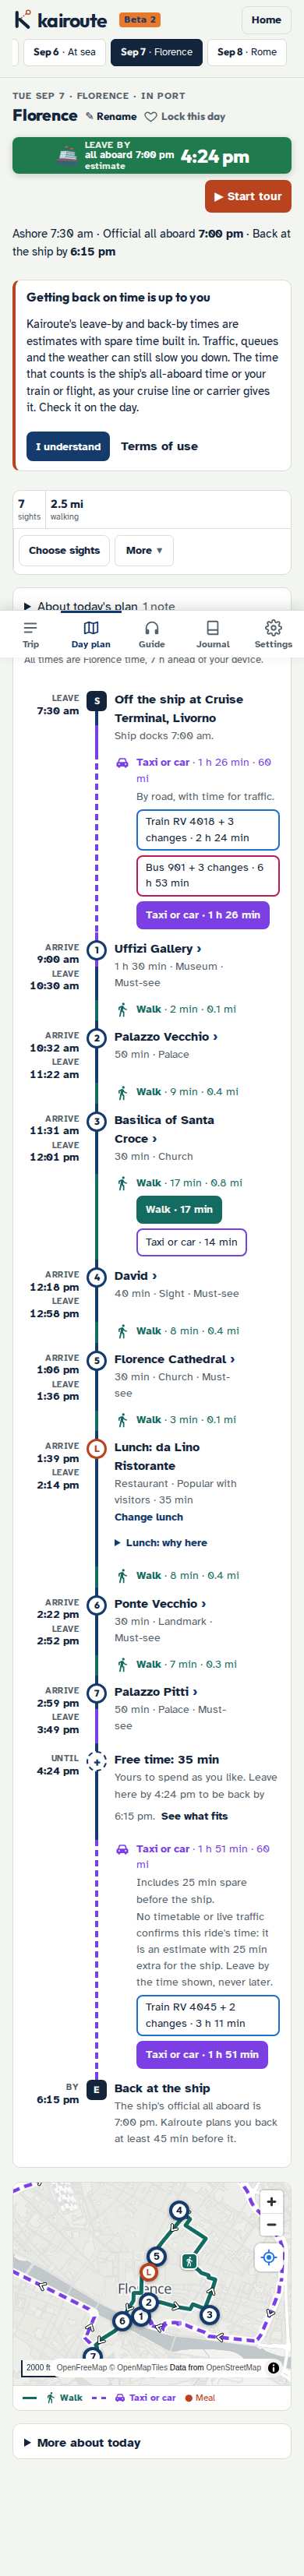 kairoute
Beta 2
Home
Sep 6 · At sea
Sep 7 · Florence
Sep 8 · Rome
TUE SEP 7 · FLORENCE · IN PORT
Florence
✎ Rename
Lock this day
LEAVE BY
all aboard 7:00 pm
estimate
4:24 pm
▶ Start tour
Ashore 7:30 am · Official all aboard 7:00 pm · Back at
the ship by 6:15 pm
Getting back on time is up to you
Kairoute's leave-by and back-by times are
estimates with spare time built in. Traffic, queues
and the weather can still slow you down. The time
that counts is the ship's all-aboard time or your
train or flight, as your cruise line or carrier gives
it. Check it on the day.
I understand
Terms of use
7
sights
2.5 mi
walking
Choose sights
More ▾
▶ About today's plan 1 note
Trip
Day plan
Guide
Journal
Settings
All times are Florence time, 7 h ahead of your device.
LEAVE
7:30 am
S
Off the ship at Cruise
Terminal, Livorno
Ship docks 7:00 am.
Taxi or car · 1 h 26 min · 60
mi
By road, with time for traffic.
Train RV 4018 + 3
changes · 2 h 24 min
Bus 901 + 3 changes · 6
h 53 min
Taxi or car · 1 h 26 min
ARRIVE
9:00 am
LEAVE
10:30 am
1
Uffizi Gallery ›
1 h 30 min · Museum ·
Must-see
Walk · 2 min · 0.1 mi
ARRIVE
10:32 am
LEAVE
11:22 am
2
Palazzo Vecchio ›
50 min · Palace
Walk · 9 min · 0.4 mi
ARRIVE
11:31 am
LEAVE
12:01 pm
3
Basilica of Santa
Croce ›
30 min · Church
Walk · 17 min · 0.8 mi
Walk · 17 min
Taxi or car · 14 min
ARRIVE
12:18 pm
LEAVE
12:58 pm
4
David ›
40 min · Sight · Must-see
Walk · 8 min · 0.4 mi
ARRIVE
1:06 pm
LEAVE
1:36 pm
5
Florence Cathedral ›
30 min · Church · Must-
see
Walk · 3 min · 0.1 mi
ARRIVE
1:39 pm
LEAVE
2:14 pm
L
Lunch: da Lino
Ristorante
Restaurant · Popular with
visitors · 35 min
Change lunch
▶ Lunch: why here
Walk · 8 min · 0.4 mi
ARRIVE
2:22 pm
LEAVE
2:52 pm
6
Ponte Vecchio ›
30 min · Landmark ·
Must-see
Walk · 7 min · 0.3 mi
ARRIVE
2:59 pm
LEAVE
3:49 pm
7
Palazzo Pitti ›
50 min · Palace · Must-
see
UNTIL
4:24 pm
+
Free time: 35 min
Yours to spend as you like. Leave
here by 4:24 pm to be back by
6:15 pm. See what fits
Taxi or car · 1 h 51 min · 60
mi
Includes 25 min spare
before the ship.
No timetable or live traffic
confirms this ride's time: it
is an estimate with 25 min
extra for the ship. Leave by
the time shown, never later.
Train RV 4045 + 2
changes · 3 h 11 min
Taxi or car · 1 h 51 min
BY
6:15 pm
E
Back at the ship
The ship's official all aboard is
7:00 pm. Kairoute plans you back
at least 45 min before it.
4
5
L
Florence
2
1
6
3
7
+
−
2000 ft
OpenFreeMap © OpenMapTiles Data from OpenStreetMap
Walk
Taxi or car
Meal
▶ More about today